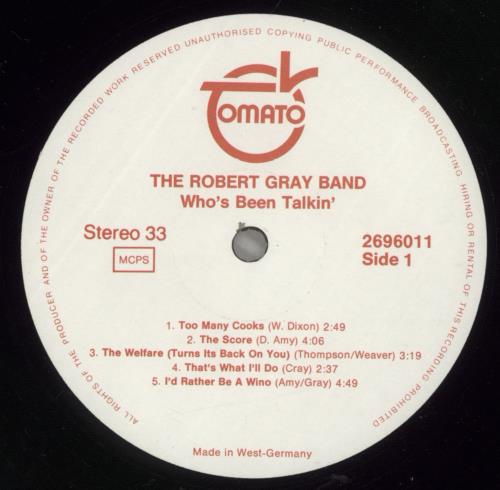 ALL RIGHTS OF THE PRODUCER AND OF THE OWNER OF THE RECORDED WORK RESERVED UNAUTHORISED COPYING PUBLIC PERFORMANCE BROADCASTING, HIRING OR RENTAL OF THIS RECORDING PROHIBITED
TOMATO
THE ROBERT GRAY BAND
Who's Been Talkin'
Stereo 33
MCPS
2696011
Side 1
1. Too Many Cooks (W. Dixon) 2:49
2. The Score (D. Amy) 4:06
3. The Welfare (Turns Its Back On You) (Thompson/Weaver) 3:19
4. That's What I'll Do (Cray) 2:37
5. I'd Rather Be A Wino (Amy/Gray) 4:49
Made in West-Germany